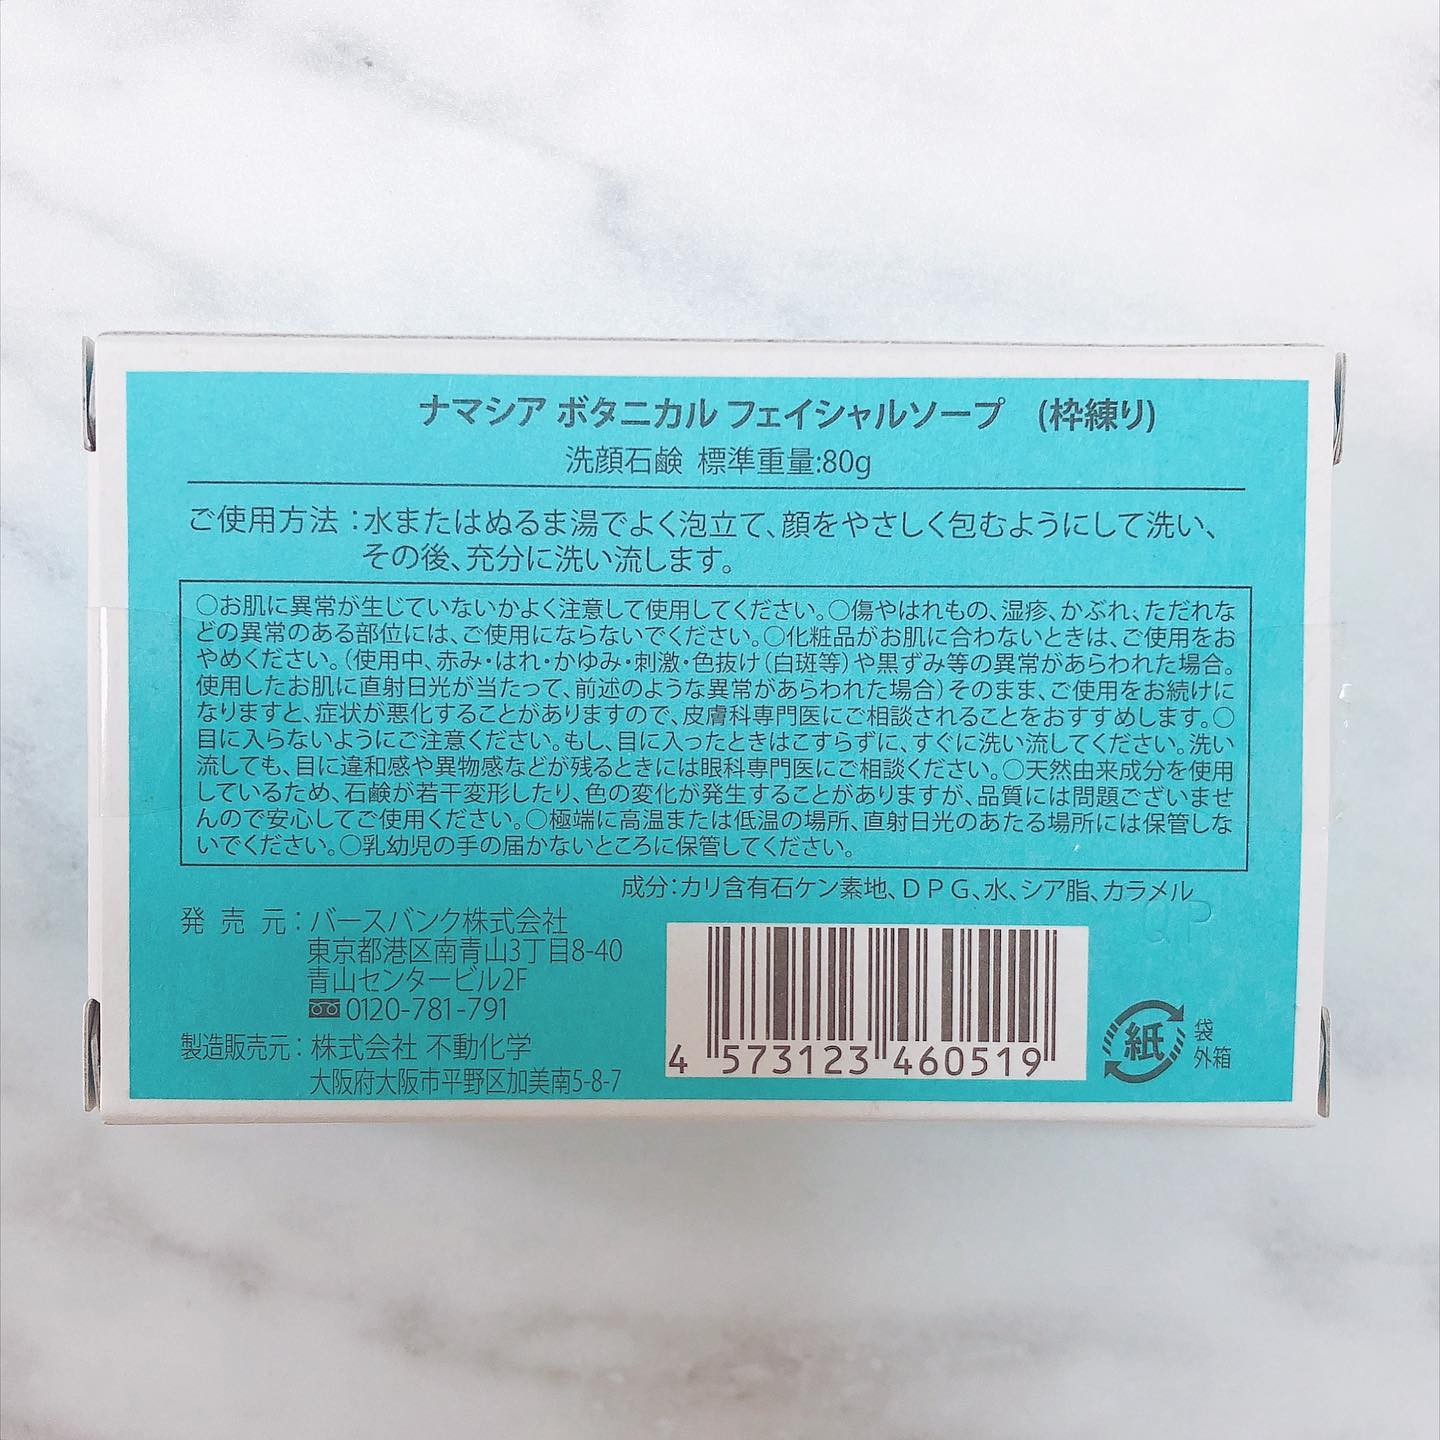 ナマシア ボタニカル フェイシャルソープ (枠練り)
洗顔石鹸 標準重量:80g
ご使用方法:水またはぬるま湯でよく泡立て、顔をやさしく包むようにして洗い、
その後、充分に洗い流します。
○お肌に異常が生じていないかよく注意して使用してください。○傷やはれもの、湿疹、かぶれ、ただれな
どの異常のある部位には、ご使用にならないでください。○化粧品がお肌に合わないときは、ご使用をお
やめください。(使用中、赤み・はれ・かゆみ・刺激・色抜け(白斑等)や黒ずみ等の異常があらわれた場合。
使用したお肌に直射日光が当たって、前述のような異常があらわれた場合)そのまま、ご使用をお続けに
なりますと、症状が悪化することがありますので、皮膚科専門医にご相談されることをおすすめします。○
目に入らないようにご注意ください。もし、目に入ったときはこすらずに、すぐに洗い流してください。洗い
流しても、目に違和感や異物感などが残るときには眼科専門医にご相談ください。○天然由来成分を使用
しているため、石鹸が若干変形したり、色の変化が発生することがありますが、品質には問題ございませ
んので安心してご使用ください。○極端に高温または低温の場所、直射日光のあたる場所には保管しな
いでください。○乳幼児の手の届かないところに保管してください。
成分:カリ含有石ケン素地、DPG、水、シア脂、カラメル
QP
発売元:バースバンク株式会社
東京都港区南青山3丁目8-40
青山センタービル2F
0120-781-791
製造販売元:株式会社 不動化学
大阪府大阪市平野区加美南5-8-7
4 573123 460519
紙
袋
外箱